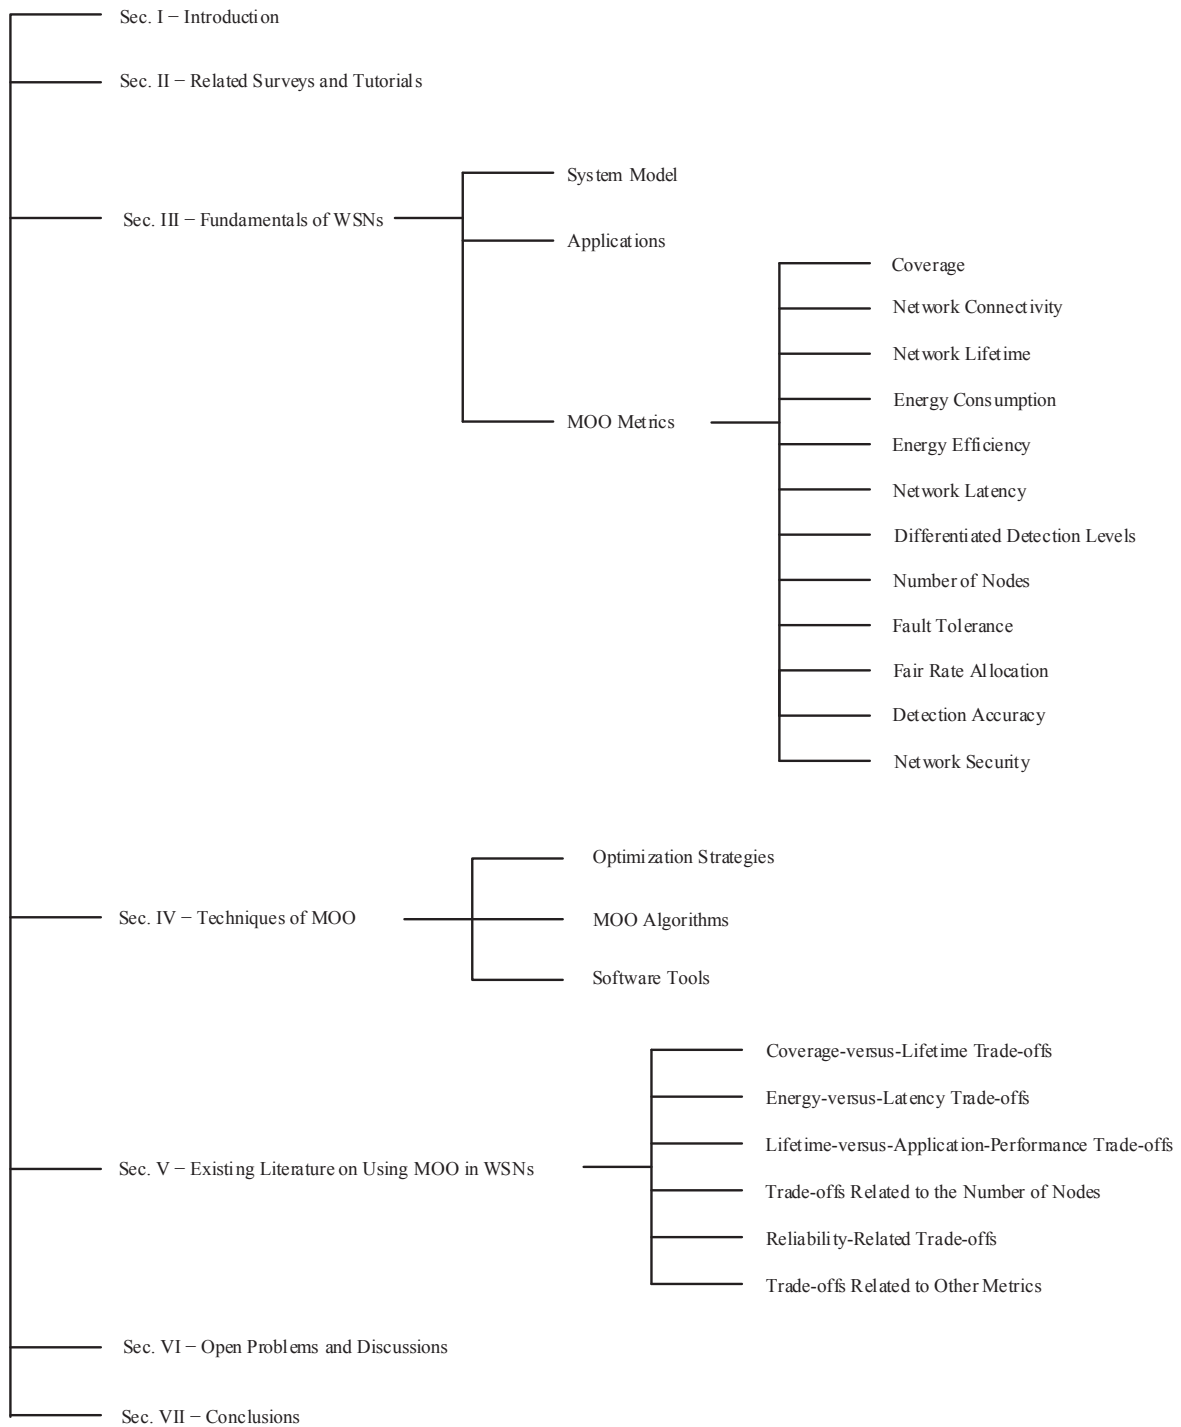 Sec. I − Introduction
Sec. II − Related Surveys and Tutorials
Sec. III − Fundamentals of WSNs
System Model
Applications
MOO Metrics
Coverage
Network Connectivity
Network Lifetime
Energy Consumption
Energy Efficiency
Network Latency
Differentiated Detection Levels
Number of Nodes
Fault Tolerance
Fair Rate Allocation
Detection Accuracy
Network Security
Sec. IV − Techniques of MOO
Optimization Strategies
MOO Algorithms
Software Tools
Sec. V − Existing Literature on Using MOO in WSNs
Coverage-versus-Lifetime Trade-offs
Energy-versus-Latency Trade-offs
Lifetime-versus-Application-Performance Trade-offs
Trade-offs Related to the Number of Nodes
Reliability-Related Trade-offs
Trade-offs Related to Other Metrics
Sec. VI − Open Problems and Discussions
Sec. VII − Conclusions